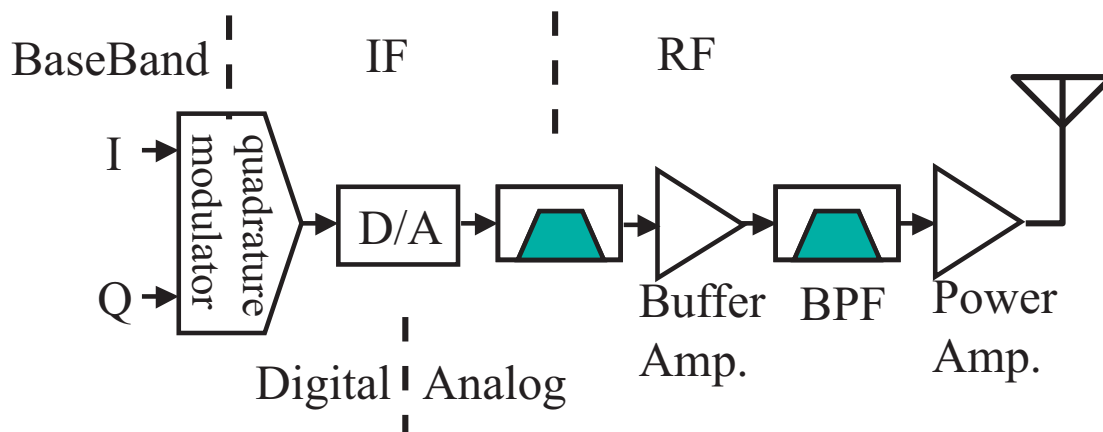 BaseBand
IF
RF
I
Q
quadrature
modulator
D/A
Buffer
Amp.
BPF
Power
Amp.
Digital
Analog